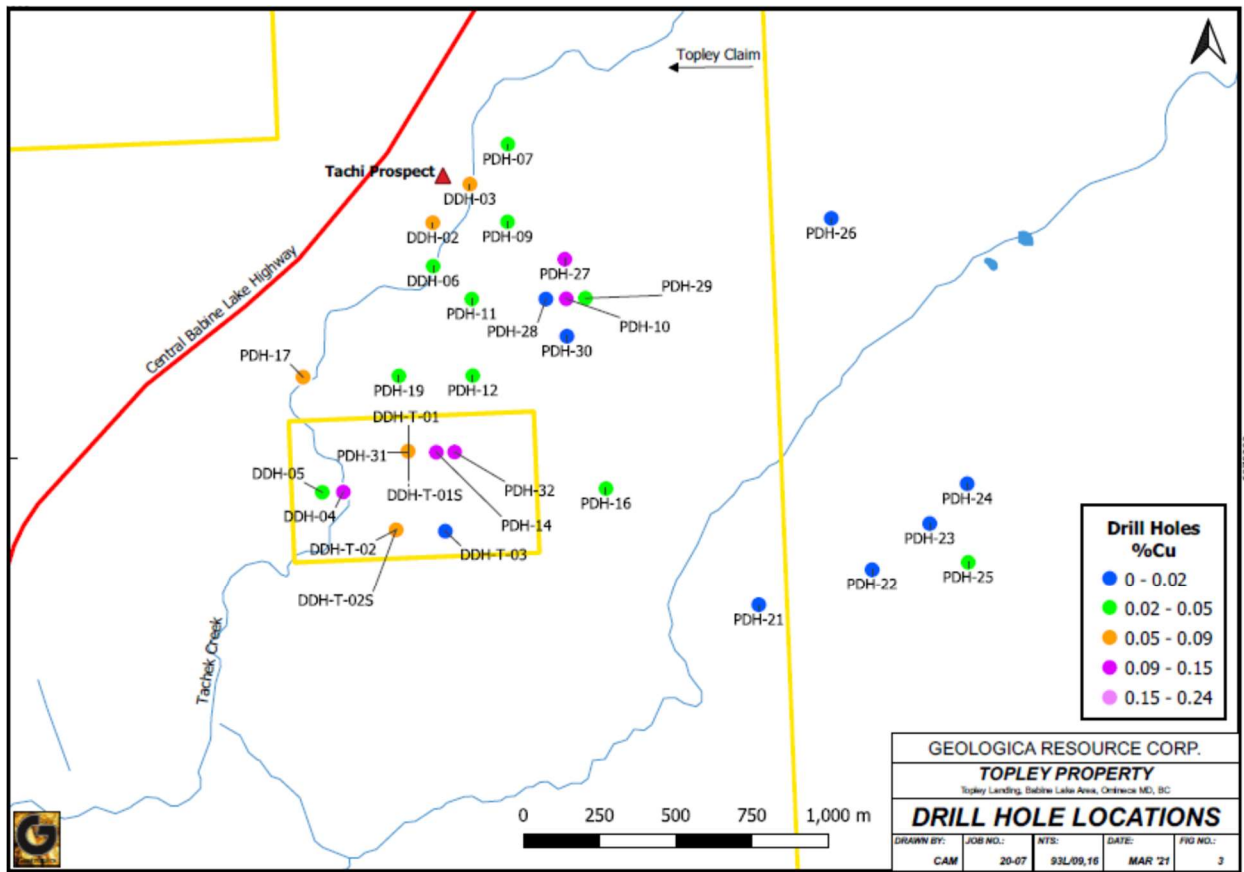 Topley Claim
PDH-07
Tachi Prospect
DDH-03
DDH-02
PDH-09
PDH-26
DDH-06
PDH-27
PDH-29
PDH-11
PDH-28
PDH-10
PDH-30
Central Babine Lake Highway
PDH-17
PDH-19
PDH-12
DDH-T-01
PDH-31
DDH-05
PDH-32
DDH-T-01S
PDH-24
PDH-16
DDH-04
PDH-14
PDH-23
DDH-T-02
DDH-T-03
PDH-22
PDH-25
DDH-T-02S
PDH-21
Tachek Creek
Drill Holes
%Cu
0 - 0.02
0.02 - 0.05
0.05 - 0.09
0.09 - 0.15
0.15 - 0.24
0 250 500 750 1,000 m
GEOLOGICA RESOURCE CORP.
TOPLEY PROPERTY
Topley Landing, Babine Lake Area, Omineca MD, BC
DRILL HOLE LOCATIONS
DRAWN BY: JOB NO.: NTS: DATE: FIG NO.:
CAM 20-07 93L/09,16 MAR '21 3
G